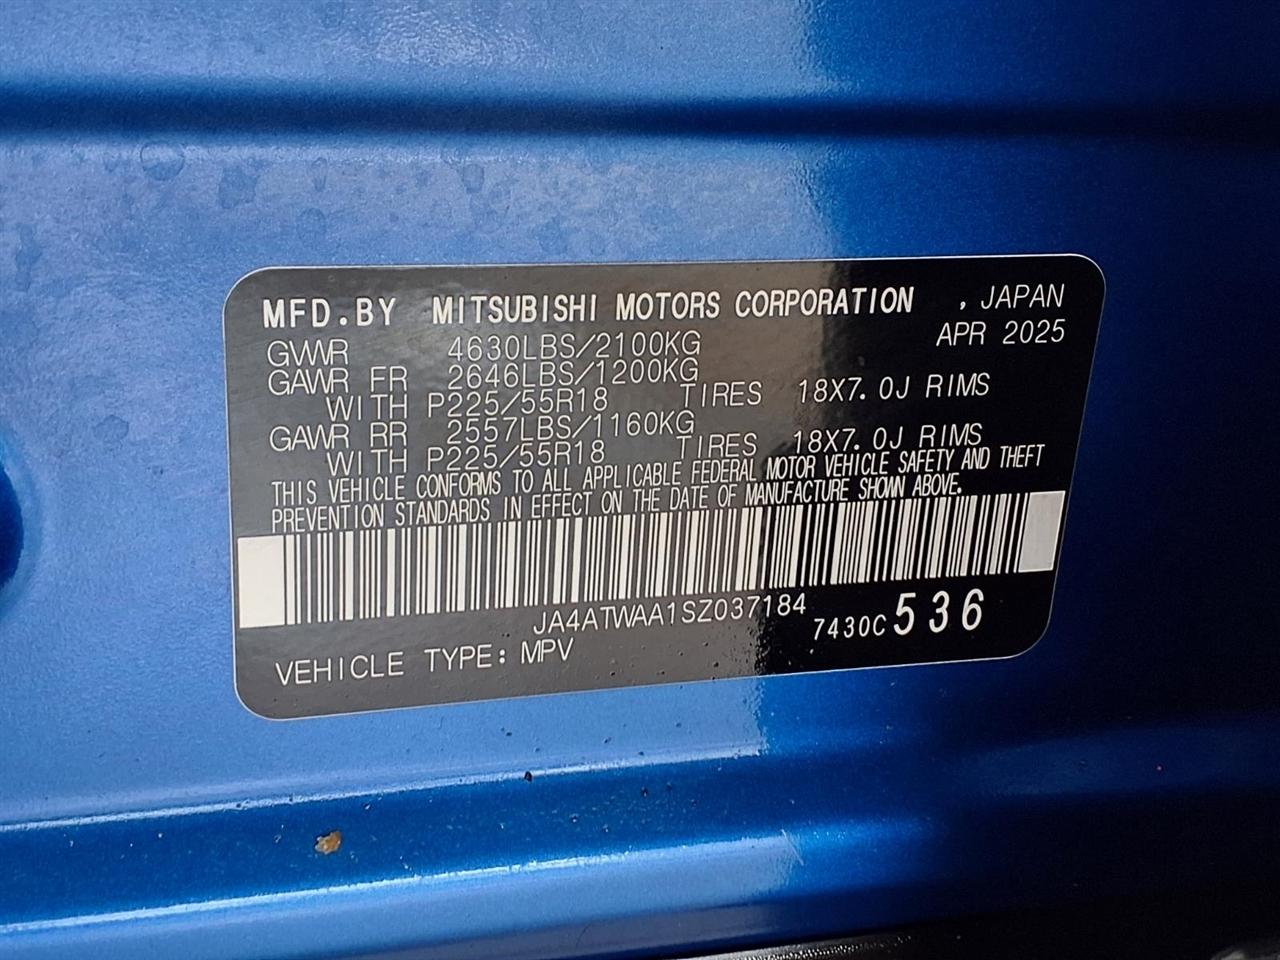 MFD.BY MITSUBISHI MOTORS CORPORATION , JAPAN
APR 2025
GVWR 4630LBS/2100KG
GAWR FR 2646LBS/1200KG
WITH P225/55R18 TIRES 18X7.0J RIMS
GAWR RR 2557LBS/1160KG
WITH P225/55R18 TIRES 18X7.0J RIMS
THIS VEHICLE CONFORMS TO ALL APPLICABLE FEDERAL MOTOR VEHICLE SAFETY AND THEFT
PREVENTION STANDARDS IN EFFECT ON THE DATE OF MANUFACTURE SHOWN ABOVE.
JA4ATWAA1SZ037184
7430C 536
VEHICLE TYPE: MPV